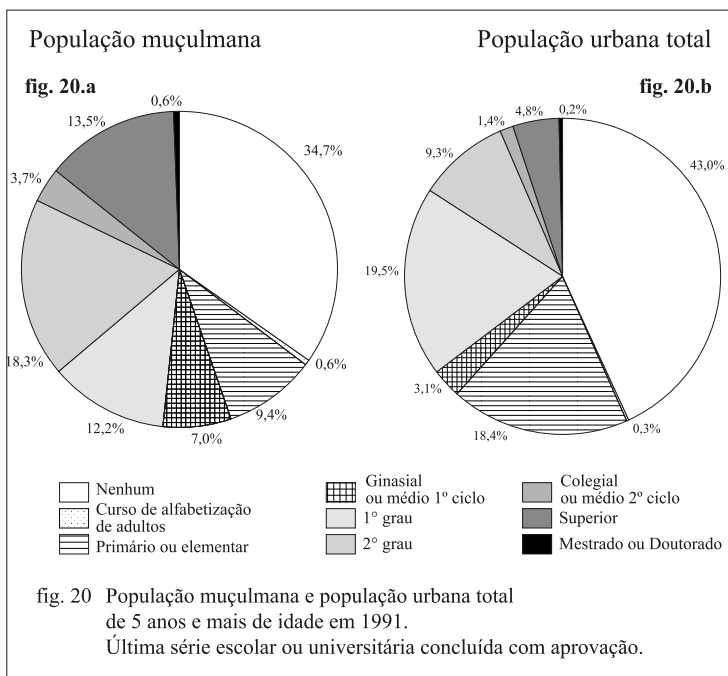 População muçulmana
População urbana total
fig. 20.a
fig. 20.b
0,6%
13,5%
34,7%
3,7%
18,3%
12,2%
7,0%
9,4%
0,6%
0,2%
4,8%
1,4%
9,3%
43,0%
19,5%
3,1%
18,4%
0,3%
Nenhum
Curso de alfabetização
de adultos
Primário ou elementar
Ginasial
ou médio 1º ciclo
1° grau
2° grau
Colegial
ou médio 2º ciclo
Superior
Mestrado ou Doutorado
fig. 20 População muçulmana e população urbana total
de 5 anos e mais de idade em 1991.
Última série escolar ou universitária concluída com aprovação.